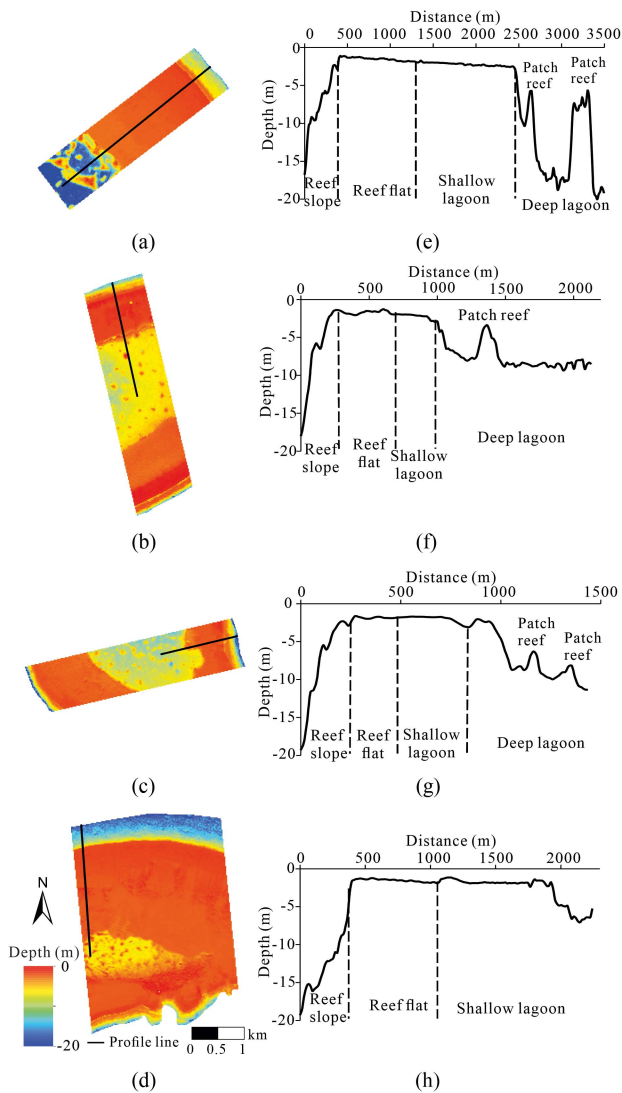 Distance (m)
0 500 1000 1500 2000 2500 3000 3500
0
-5
-10
-15
-20
Depth (m)
Patch reef
Patch reef
Reef slope
Reef flat
Shallow lagoon
Deep lagoon
(a)
(e)
Distance (m)
0 500 1000 1500 2000
0
-5
-10
-15
-20
Depth (m)
Patch reef
Reef slope
Reef flat
Shallow lagoon
Deep lagoon
(b)
(f)
Distance (m)
0 500 1000 1500
0
-5
-10
-15
-20
Depth (m)
Patch reef
Patch reef
Reef slope
Reef flat
Shallow lagoon
Deep lagoon
(c)
(g)
N
Depth (m)
0
-20
Profile line
0 0.5 1
km
Distance (m)
0 500 1000 1500 2000
0
-5
-10
-15
-20
Depth (m)
Reef slope
Reef flat
Shallow lagoon
(d)
(h)